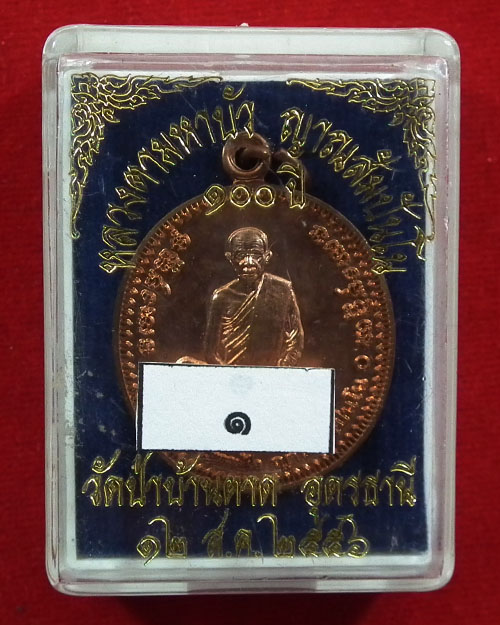 หลวงตามหาบัว ญาณสัมปันโน
๑๐๐ ปี
๑
วัดป่าบ้านตาด อุดรธานี
๑๒ ส.ค. ๒๕๕๖